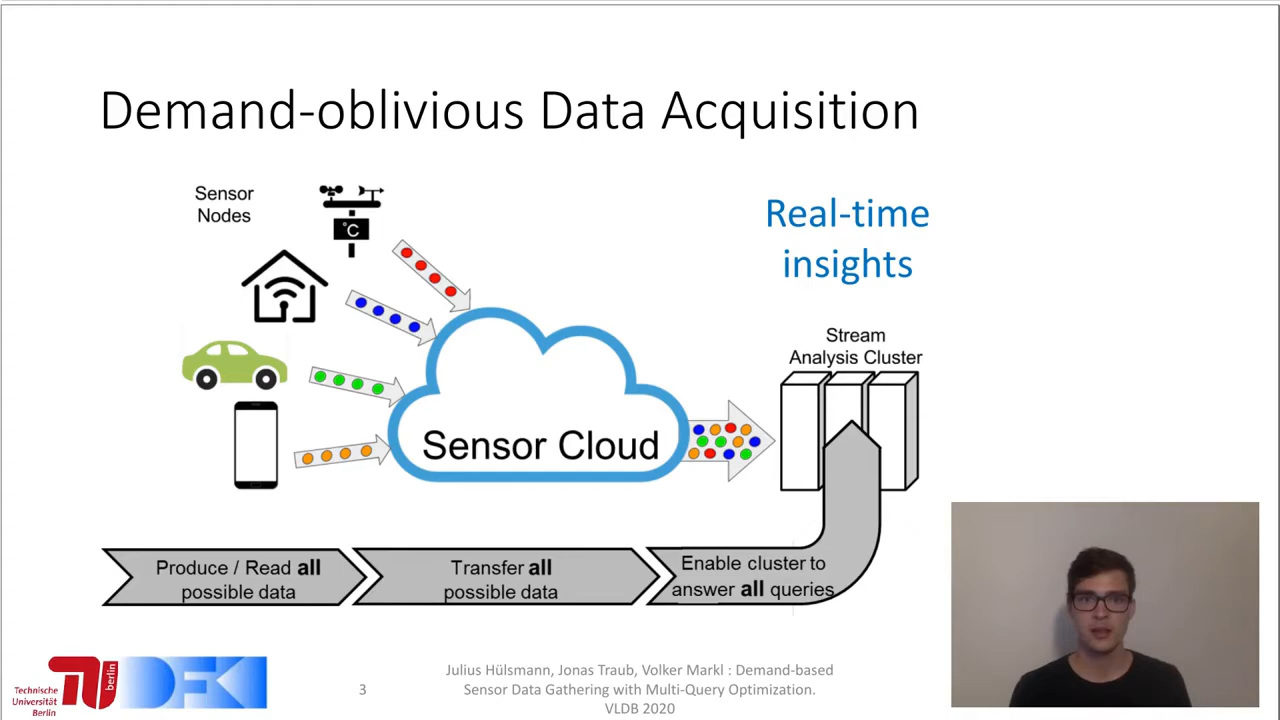 Demand-oblivious Data Acquisition
Sensor
Nodes
°C
Real-time
insights
Stream
Analysis Cluster
Sensor Cloud
Produce / Read all
possible data
Transfer all
possible data
Enable cluster to
answer all queries
Technische
Universität
Berlin
berlin
DFKI
3
Julius Hülsmann, Jonas Traub, Volker Markl : Demand-based
Sensor Data Gathering with Multi-Query Optimization.
VLDB 2020